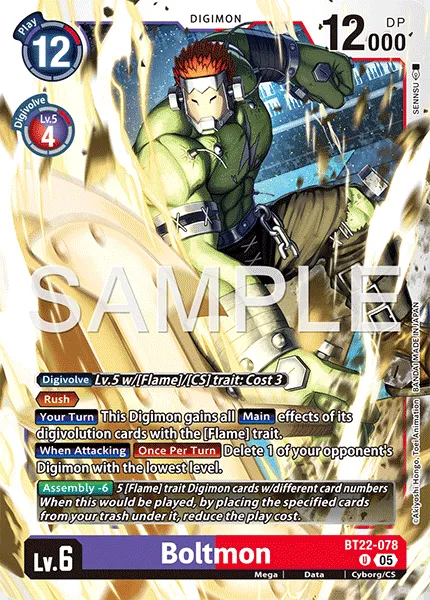 DIGIMON
Play
12
12000
DP
Digivolve
Lv.5
4
SENNSU
SAMPLE
Digivolve Lv.5 w/[Flame]/[CS] trait: Cost 3
Rush
Your Turn This Digimon gains all Main effects of its
digivolution cards with the [Flame] trait.
When Attacking Once Per Turn Delete 1 of your opponent's
Digimon with the lowest level.
Assembly -6 5 [Flame] trait Digimon cards w/different card numbers
When this would be played, by placing the specified cards
from your trash under it, reduce the play cost.
©Akiyoshi Hongo, Toei Animation BANDAI MADE IN JAPAN
Lv.6
Boltmon
BT22-078
U 05
Mega | Data | Cyborg/CS